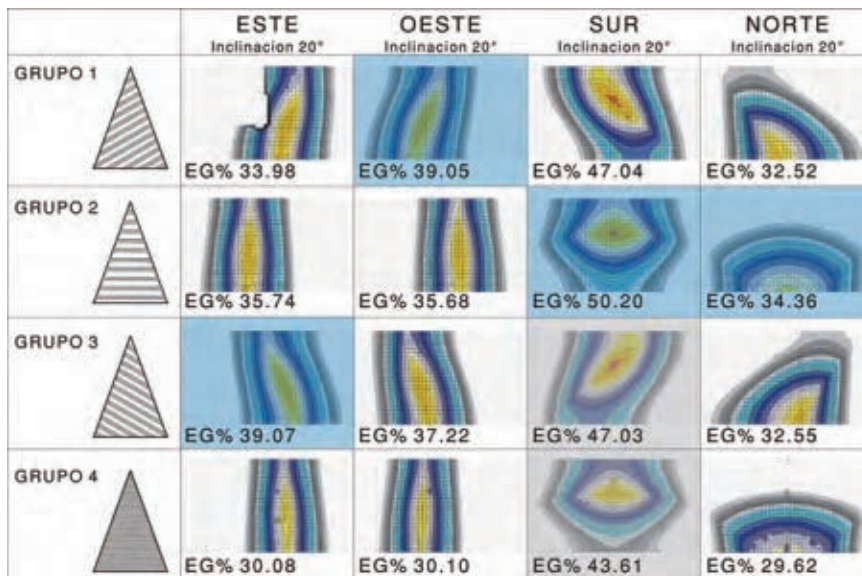 ESTE OESTE SUR NORTE
Inclinacion 20° Inclinacion 20° Inclinacion 20° Inclinacion 20°
GRUPO 1
EG% 33.98 EG% 39.05 EG% 47.04 EG% 32.52
GRUPO 2
EG% 35.74 EG% 35.68 EG% 50.20 EG% 34.36
GRUPO 3
EG% 39.07 EG% 37.22 EG% 47.03 EG% 32.55
GRUPO 4
EG% 30.08 EG% 30.10 EG% 43.61 EG% 29.62